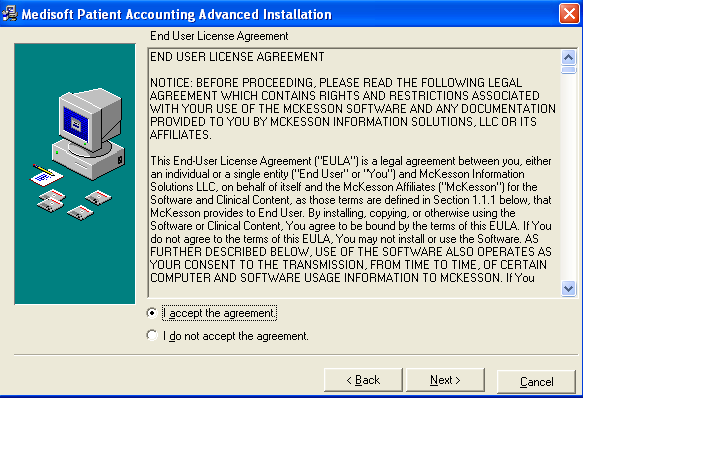 Medisoft Patient Accounting Advanced Installation
End User License Agreement
END USER LICENSE AGREEMENT
NOTICE: BEFORE PROCEEDING, PLEASE READ THE FOLLOWING LEGAL
AGREEMENT WHICH CONTAINS RIGHTS AND RESTRICTIONS ASSOCIATED
WITH YOUR USE OF THE MCKESSON SOFTWARE AND ANY DOCUMENTATION
PROVIDED TO YOU BY MCKESSON INFORMATION SOLUTIONS, LLC OR ITS
AFFILIATES.
This End-User License Agreement ("EULA") is a legal agreement between you, either
an individual or a single entity ("End User" or "You") and McKesson Information
Solutions LLC, on behalf of itself and the McKesson Affiliates ("McKesson") for the
Software and Clinical Content, as those terms are defined in Section 1.1.1 below, that
McKesson provides to End User. By installing, copying, or otherwise using the
Software or Clinical Content, You agree to be bound by the terms of this EULA. If You
do not agree to the terms of this EULA, You may not install or use the Software. AS
FURTHER DESCRIBED BELOW, USE OF THE SOFTWARE ALSO OPERATES AS
YOUR CONSENT TO THE TRANSMISSION, FROM TIME TO TIME, OF CERTAIN
COMPUTER AND SOFTWARE USAGE INFORMATION TO MCKESSON. If You
I accept the agreement.
I do not accept the agreement.
< Back
Next >
Cancel